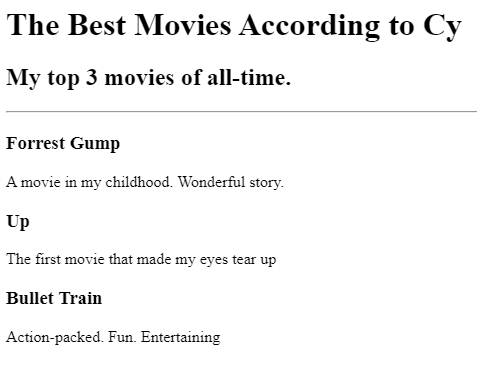 The Best Movies According to Cy
My top 3 movies of all-time.
Forrest Gump
A movie in my childhood. Wonderful story.
Up
The first movie that made my eyes tear up
Bullet Train
Action-packed. Fun. Entertaining